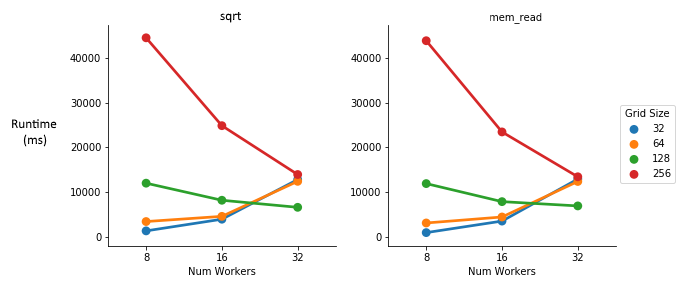 sqrt
mem_read
Runtime
(ms)
40000
30000
20000
10000
0
8
16
32
Num Workers
40000
30000
20000
10000
0
8
16
32
Num Workers
Grid Size
32
64
128
256